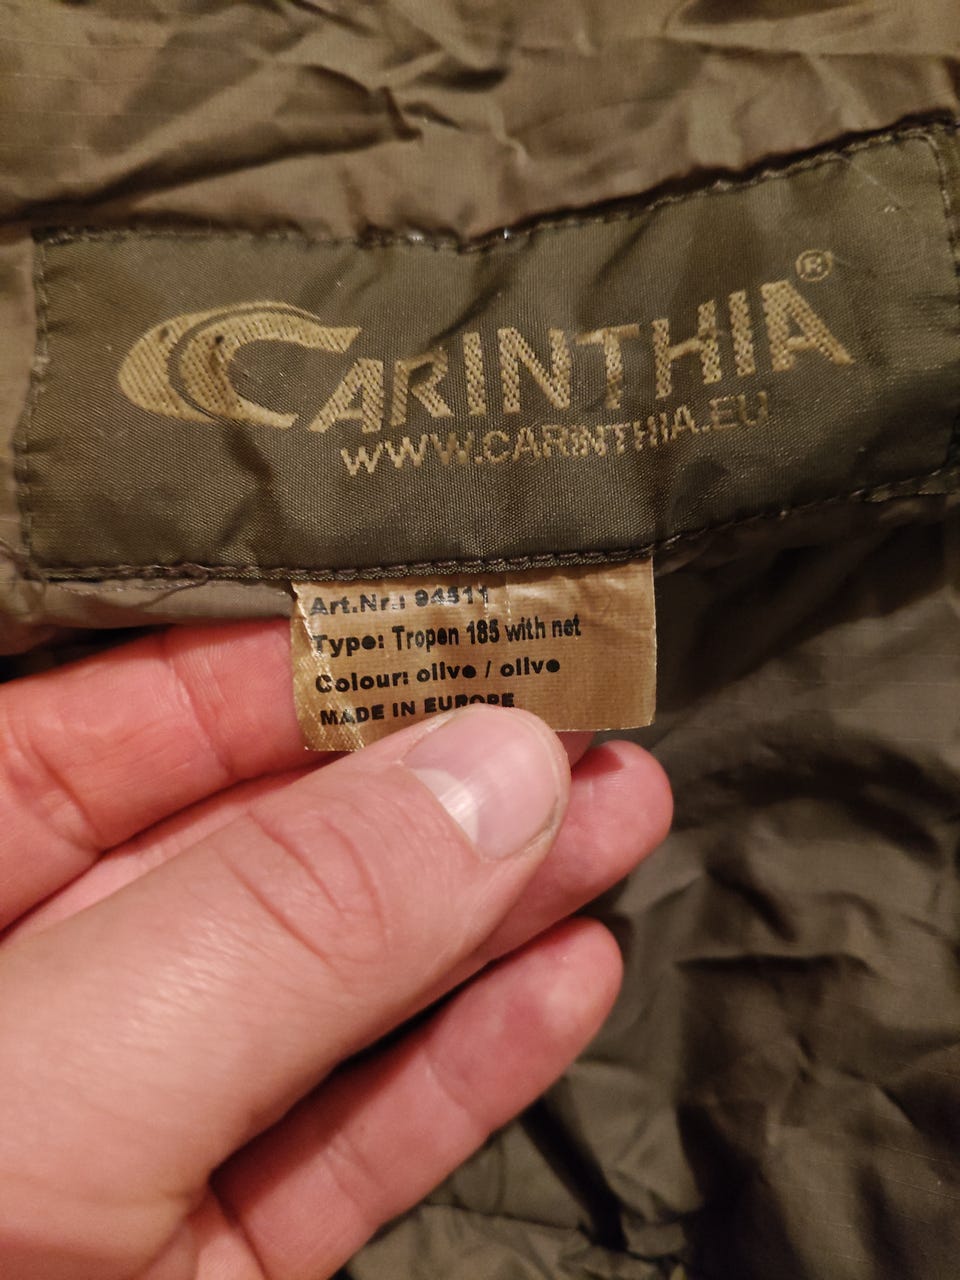 CARINTHIA®
WWW.CARINTHIA.EU
Art.Nr.: 94511
Type: Tropen 185 with net
Colour: olive / olive
MADE IN EUROPE